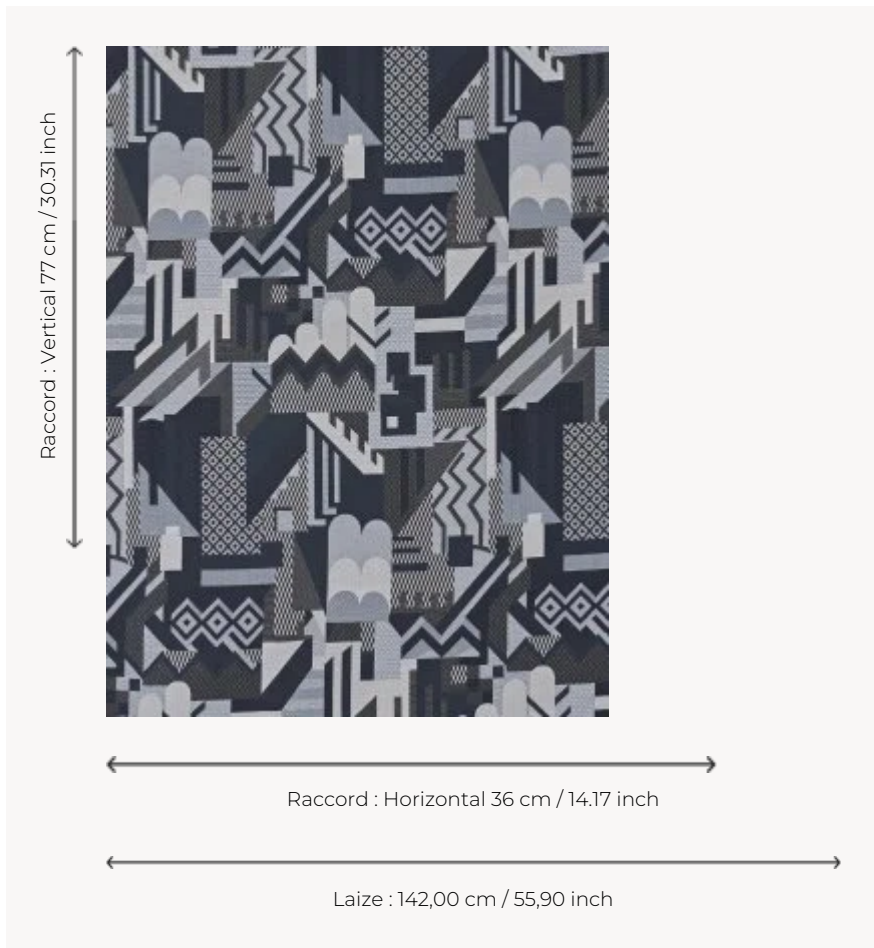 Raccord : Vertical 77 cm / 30.31 inch
Raccord : Horizontal 36 cm / 14.17 inch
Laize : 142,00 cm / 55,90 inch